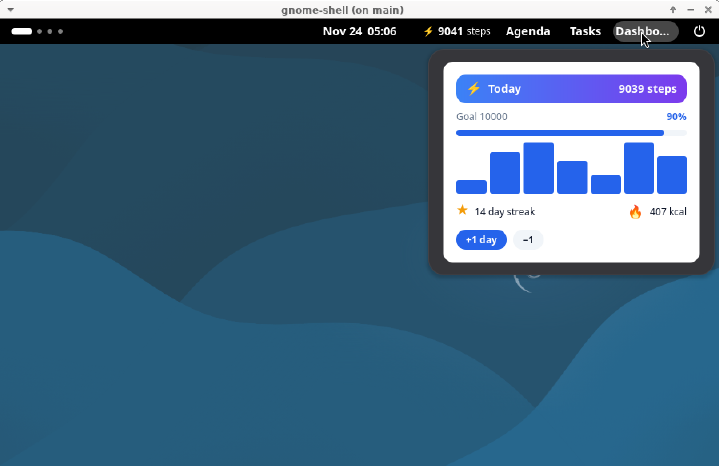 gnome-shell (on main)
Nov 24 05:06
9041 steps
Agenda
Tasks
Dashbo...
Today
9039 steps
Goal 10000
90%
14 day streak
407 kcal
+1 day
−1